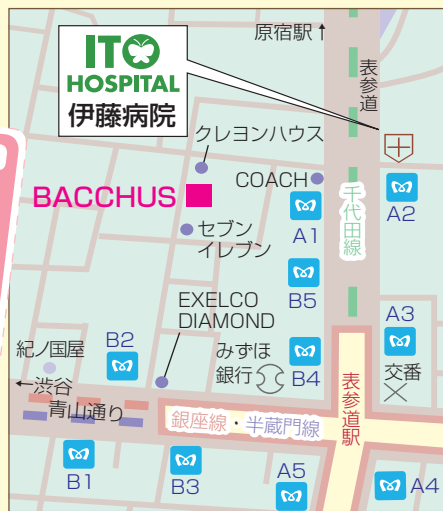 原宿駅↑
ITO
HOSPITAL
伊藤病院
表参道
クレヨンハウス
COACH
BACCHUS
A1
A2
千代田線
セブン
イレブン
B5
EXELCO
DIAMOND
A3
紀ノ国屋
B2
みずほ
銀行
B4
交番
←渋谷
青山通り
銀座線・半蔵門線
表参道駅
B1
B3
A5
A4